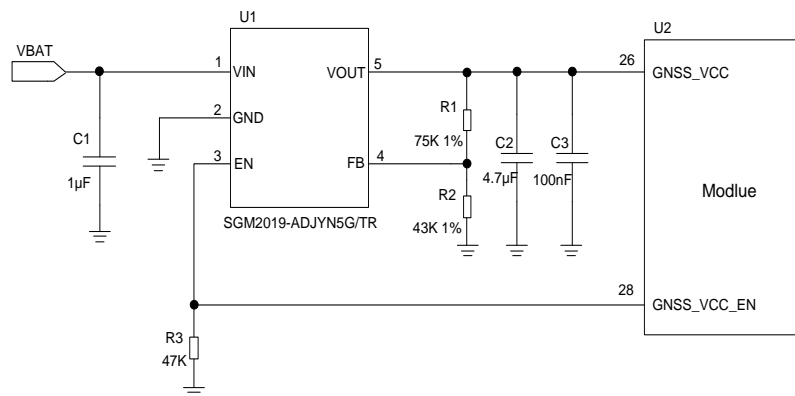 U1
U2
VBAT
1
VIN
VOUT
5
26
GNSS_VCC
2
GND
R1
75K 1%
C1
1µF
3
EN
FB
4
C2
4.7µF
C3
100nF
Modlue
R2
43K 1%
SGM2019-ADJYN5G/TR
28
GNSS_VCC_EN
R3
47K